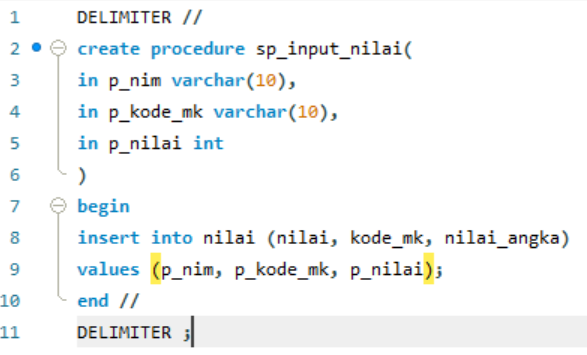 1 DELIMITER //
2 create procedure sp_input_nilai(
3 in p_nim varchar(10),
4 in p_kode_mk varchar(10),
5 in p_nilai int
6 )
7 begin
8 insert into nilai (nilai, kode_mk, nilai_angka)
9 values (p_nim, p_kode_mk, p_nilai);
10 end //
11 DELIMITER ;